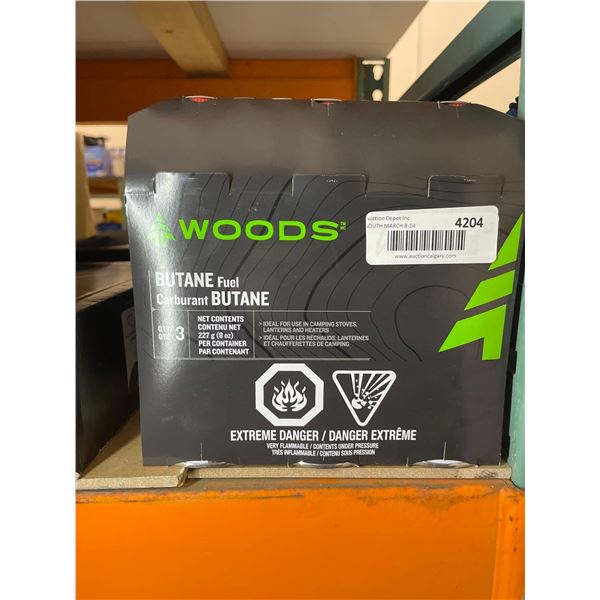 uction Depot Inc
OUTH MARCH 8-14
4204
www.auctioncalgary.com
WOODS
BUTANE Fuel
Carburant BUTANE
QTY
QTÉ 3
NET CONTENTS
CONTENU NET
227 g (8 oz)
PER CONTAINER
PAR CONTENANT
> IDEAL FOR USE IN CAMPING STOVES,
LANTERNS AND HEATERS
> IDÉAL POUR LES RÉCHAUDS, LANTERNES
ET CHAUFFERETTES DE CAMPING
EXTREME DANGER / DANGER EXTRÊME
VERY FLAMMABLE / CONTENTS UNDER PRESSURE
TRÈS INFLAMMABLE / CONTENU SOUS PRESSION